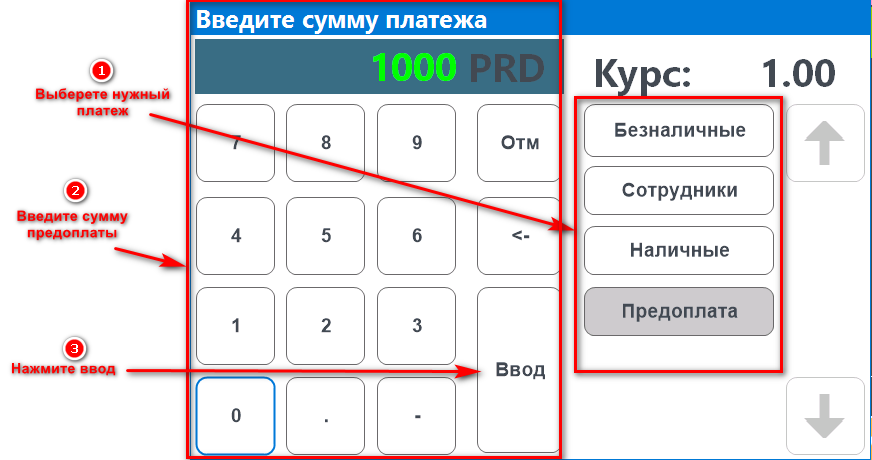 Введите сумму платежа
1000 PRD
Курс: 1.00
1
Выберете нужный
платеж
2
Введите сумму
предоплаты
3
Нажмите ввод
7 8 9 Отм
4 5 6 <-
1 2 3 Ввод
0 . -
Безналичные
Сотрудники
Наличные
Предоплата